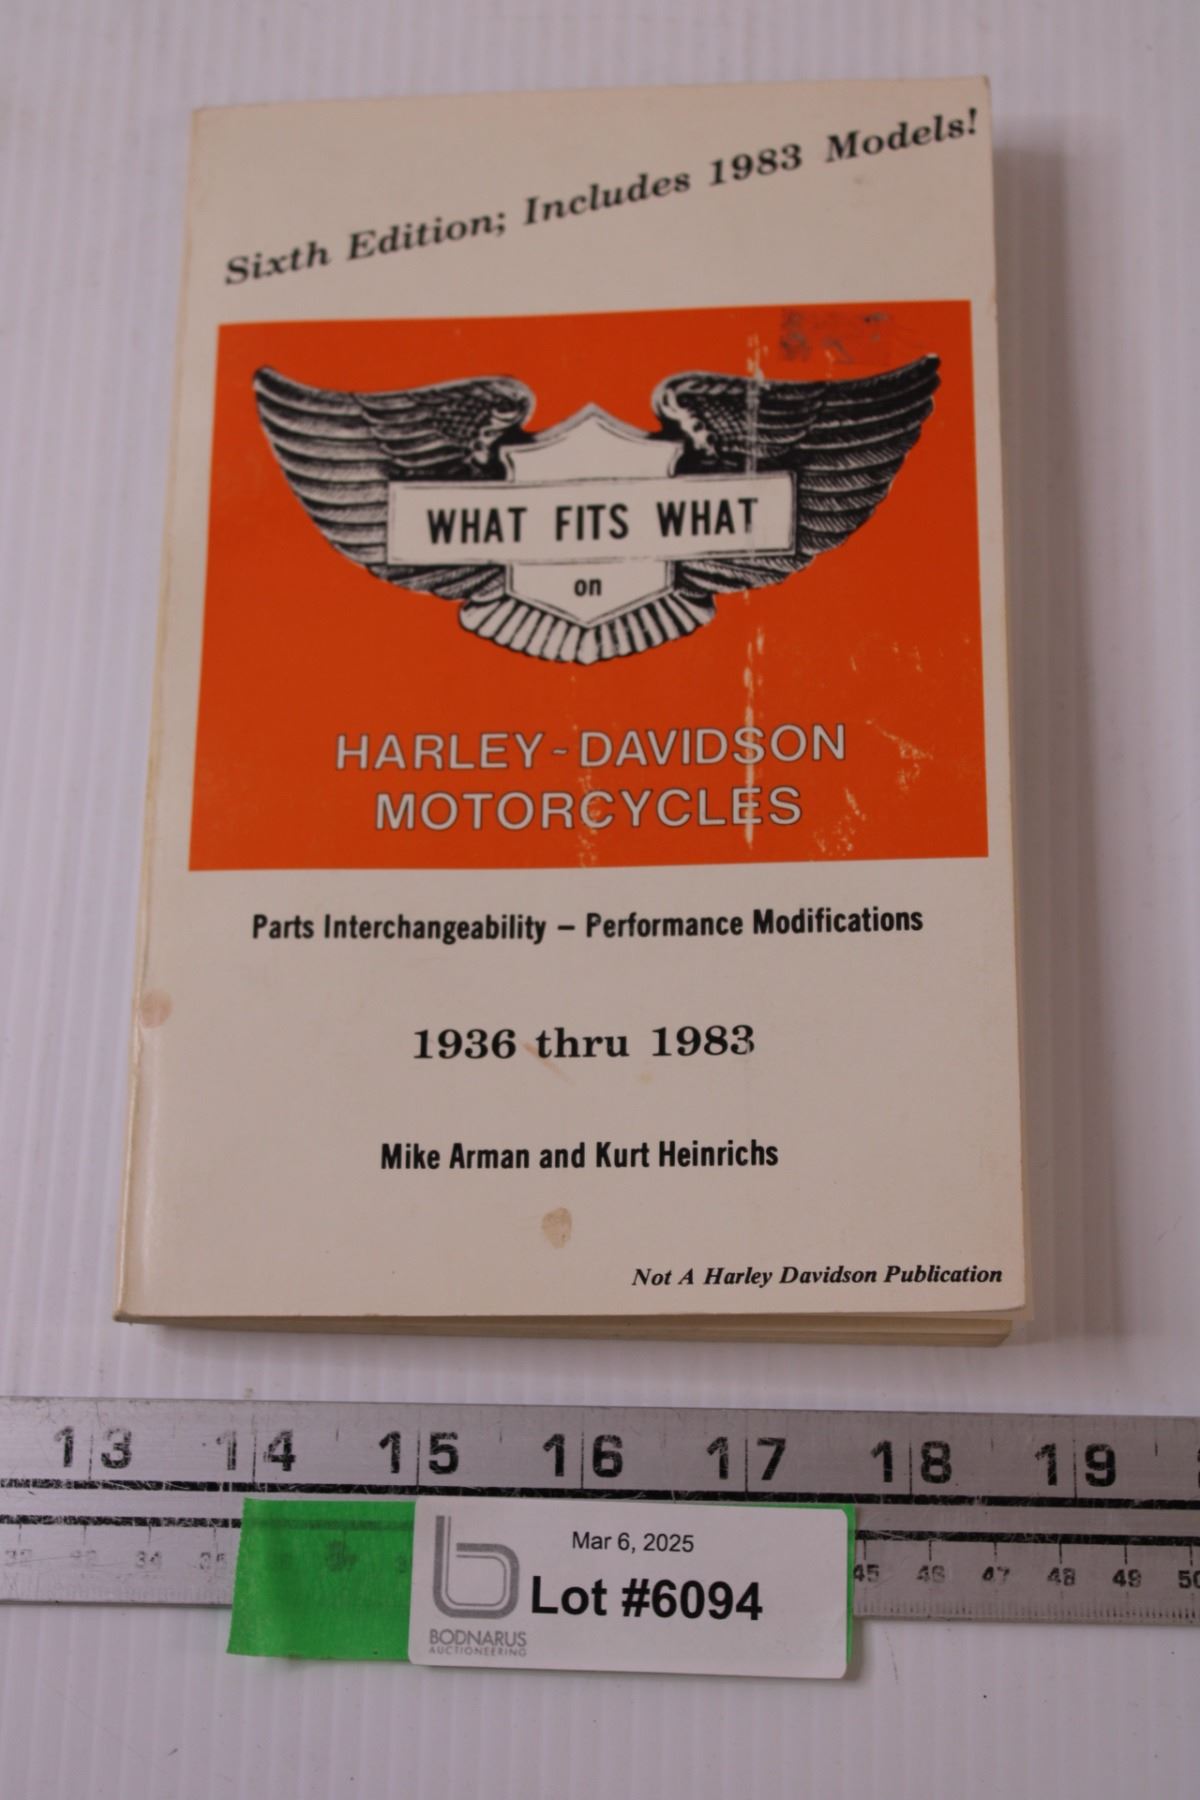 Sixth Edition; Includes 1983 Models!
WHAT FITS WHAT
on
HARLEY-DAVIDSON
MOTORCYCLES
Parts Interchangeability – Performance Modifications
1936 thru 1983
Mike Arman and Kurt Heinrichs
Not A Harley Davidson Publication
13 14 15 16 17 18 19
34 35 45 46 47 48 49 50
Mar 6, 2025
Lot #6094
BODNARUS
AUCTIONEERING